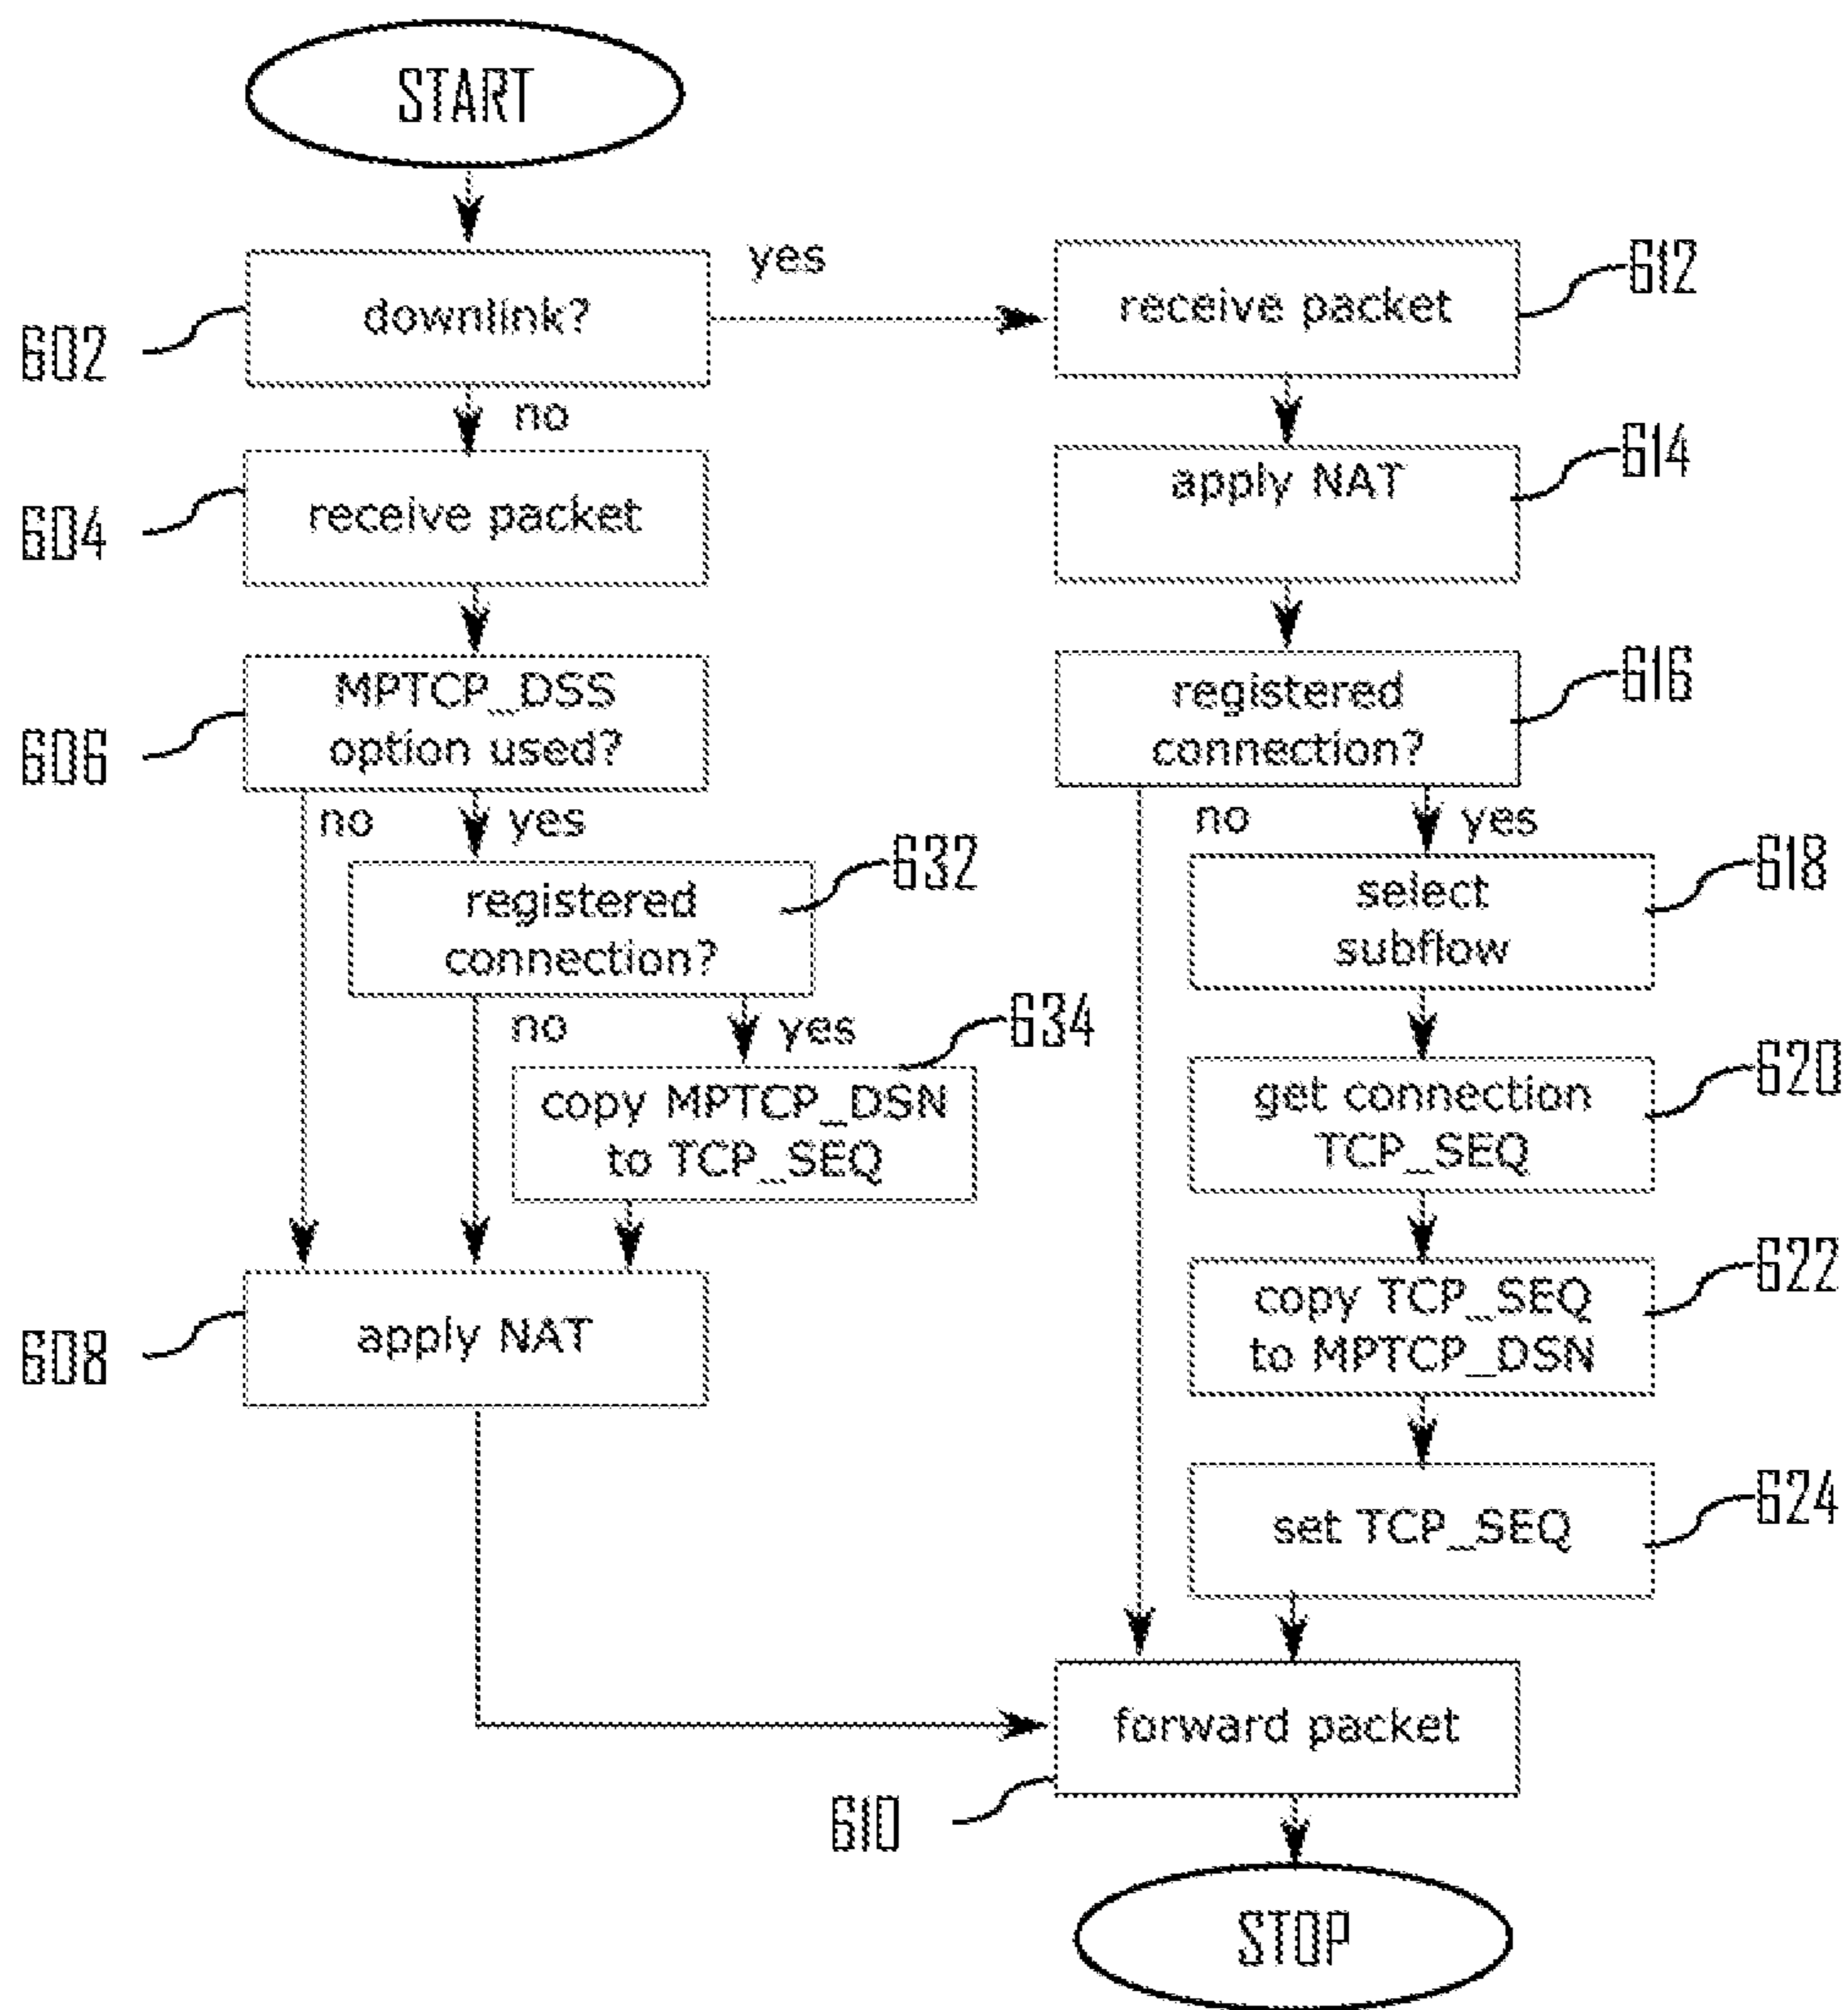 START
downlink?
602
no
yes
receive packet
604
MPTCP_DSS
option used?
606
no
yes
registered
connection?
632
no
yes
copy MPTCP_DSN
to TCP_SEQ
634
apply NAT
608
receive packet
612
apply NAT
614
registered
connection?
616
no
yes
select
subflow
618
get connection
TCP_SEQ
620
copy TCP_SEQ
to MPTCP_DSN
622
set TCP_SEQ
624
forward packet
610
STOP